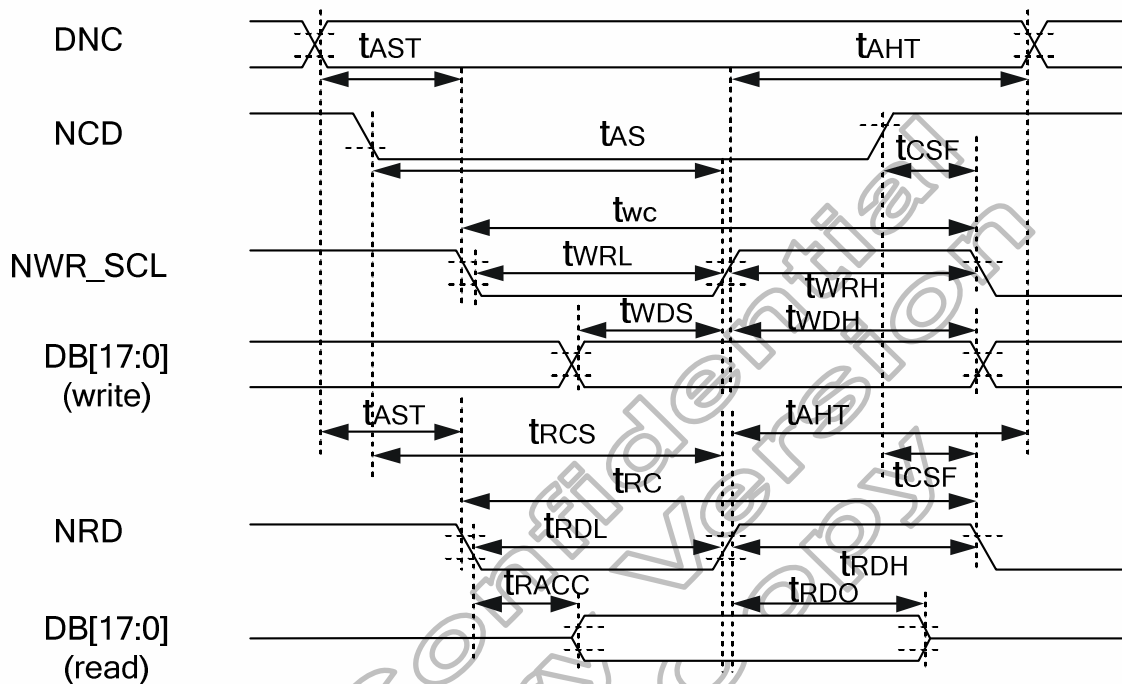 DNC
tAST
tAHT
NCD
tAS
tCSF
twc
NWR_SCL
tWRL
tWRH
tWDS
tWDH
DB[17:0]
(write)
tAST
tRCS
tAHT
tCSF
tRC
NRD
tRDL
tRDH
tRACC
tRDO
DB[17:0]
(read)
Confidential
Version
Copy